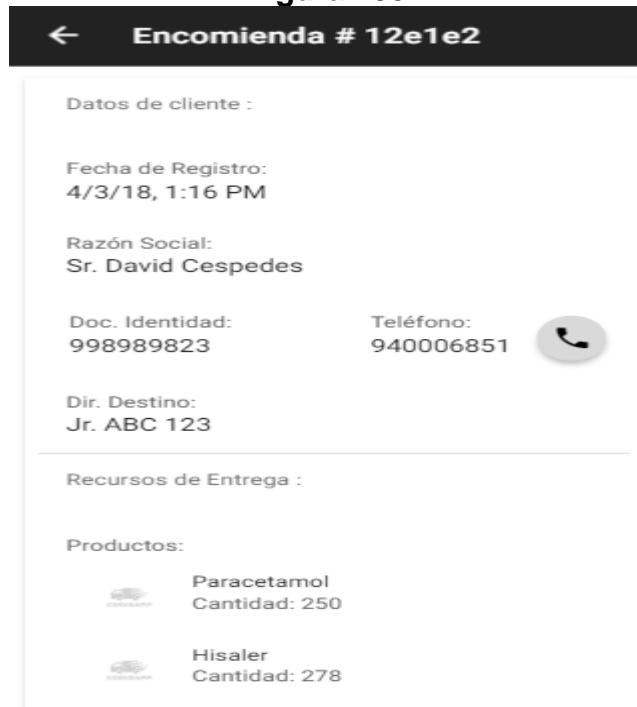 Encomienda # 12e1e2
Datos de cliente :
Fecha de Registro:
4/3/18, 1:16 PM
Razón Social:
Sr. David Cespedes
Doc. Identidad: Teléfono:
998989823 940006851
Dir. Destino:
Jr. ABC 123
Recursos de Entrega :
Productos:
Paracetamol
Cantidad: 250
Hisaler
Cantidad: 278